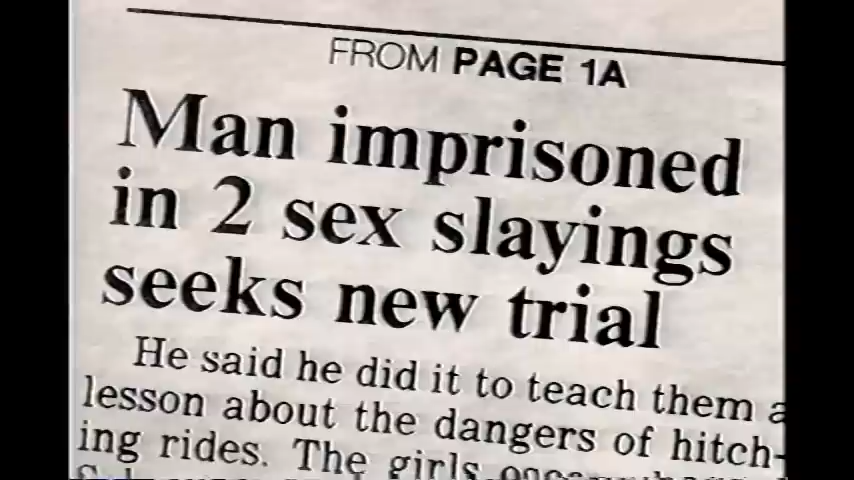 FROM PAGE 1A
Man imprisoned
in 2 sex slayings
seeks new trial
He said he did it to teach them a
lesson about the dangers of hitch-
ing rides. The girls